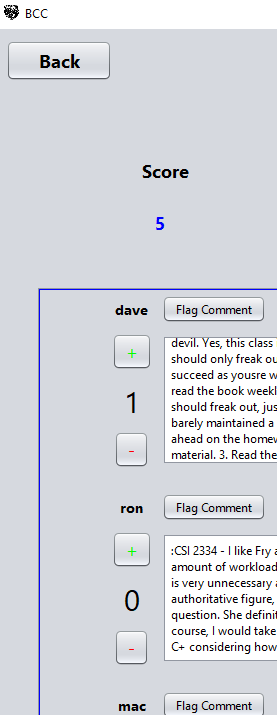 BCC
Back
Score
5
dave
Flag Comment
devil. Yes, this class
should only freak ou
+
succeed as yousre w
read the book weekl
1
should freak out, jus
barely maintained a
ahead on the homew
-
material. 3. Read the
ron
Flag Comment
+
:CSI 2334 - I like Fry a
amount of workload
is very unnecessary a
0
authoritative figure,
question. She definit
course, I would take
-
C+ considering how
mac
Flag Comment